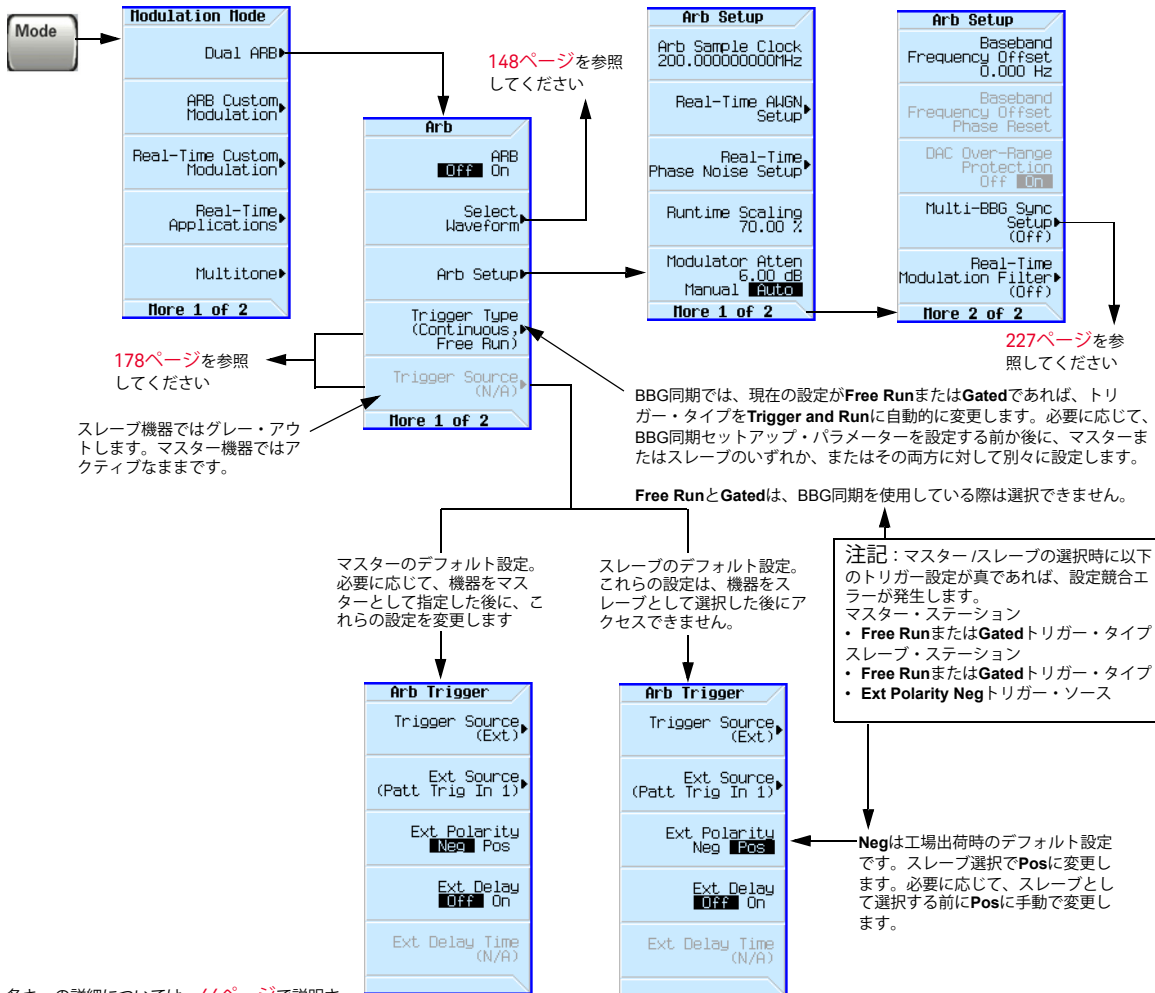 Mode
Modulation Mode
Dual ARB
ARB Custom
Modulation
Real-Time Custom
Modulation
Real-Time
Applications
Multitone
More 1 of 2
148ページを参照
してください
Arb
ARB
Off On
Select
Waveform
Arb Setup
Trigger Type
(Continuous,
Free Run)
Trigger Source
(N/A)
More 1 of 2
Arb Setup
Arb Sample Clock
200.000000000MHz
Real-Time AWGN
Setup
Real-Time
Phase Noise Setup
Runtime Scaling
70.00 %
Modulator Atten
6.00 dB
Manual Auto
More 1 of 2
Arb Setup
Baseband
Frequency Offset
0.000 Hz
Baseband
Frequency Offset
Phase Reset
DAC Over-Range
Protection
Off On
Multi-BBG Sync
Setup
(Off)
Real-Time
Modulation Filter
(Off)
More 2 of 2
178ページを参照
してください
227ページを参
照してください
スレーブ機器ではグレー・アウ
トします。マスター機器ではア
クティブなままです。
BBG同期では、現在の設定がFree RunまたはGatedであれば、トリ
ガー・タイプをTrigger and Runに自動的に変更します。必要に応じて、
BBG同期セットアップ・パラメーターを設定する前か後に、マスターま
たはスレーブのいずれか、またはその両方に対して別々に設定します。
Free RunとGatedは、BBG同期を使用している際は選択できません。
マスターのデフォルト設定。
必要に応じて、機器をマス
ターとして指定した後に、こ
れらの設定を変更します
スレーブのデフォルト設定。
これらの設定は、機器をス
レーブとして選択した後にア
クセスできません。
注記：マスター/スレーブの選択時に以下
のトリガー設定が真であれば、設定競合エ
ラーが発生します。
マスター・ステーション
• Free RunまたはGatedトリガー・タイプ
スレーブ・ステーション
• Free RunまたはGatedトリガー・タイプ
• Ext Polarity Negトリガー・ソース
Arb Trigger
Trigger Source
(Ext)
Ext Source
(Patt Trig In 1)
Ext Polarity
Neg Pos
Ext Delay
Off On
Ext Delay Time
(N/A)
Arb Trigger
Trigger Source
(Ext)
Ext Source
(Patt Trig In 1)
Ext Polarity
Neg Pos
Ext Delay
Off On
Ext Delay Time
(N/A)
Negは工場出荷時のデフォルト設定
です。スレーブ選択でPosに変更し
ます。必要に応じて、スレーブとし
て選択する前にPosに手動で変更し
ます。